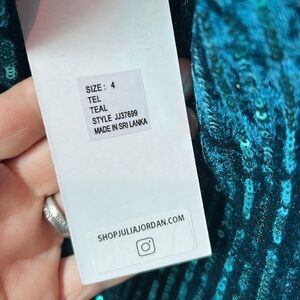 SIZE: 4
TEL
TEAL
STYLE JJ37699
MADE IN SRI LANKA
SHOPJULIAJORDAN.COM